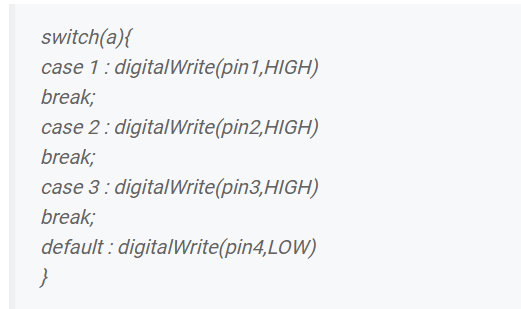 switch(a){
case 1 : digitalWrite(pin1,HIGH)
break;
case 2 : digitalWrite(pin2,HIGH)
break;
case 3 : digitalWrite(pin3,HIGH)
break;
default : digitalWrite(pin4,LOW)
}